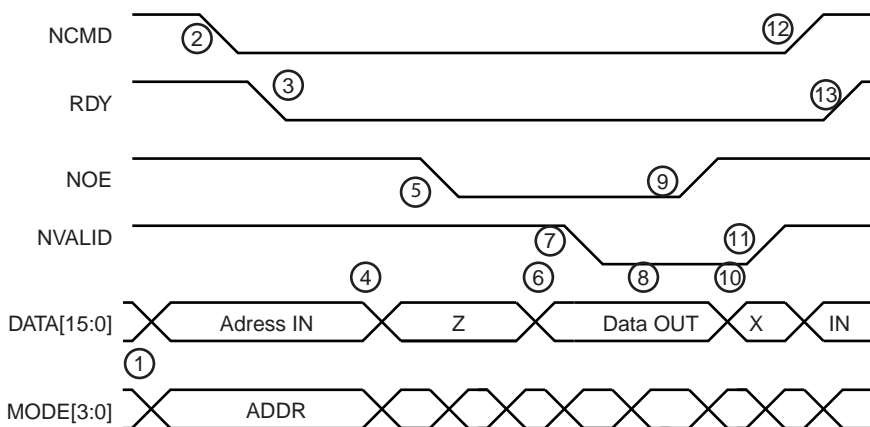 NCMD
2
12
RDY
3
13
NOE
5
9
NVALID
7
11
4
6
8
10
DATA[15:0]
Adress IN
Z
Data OUT
X
IN
1
MODE[3:0]
ADDR